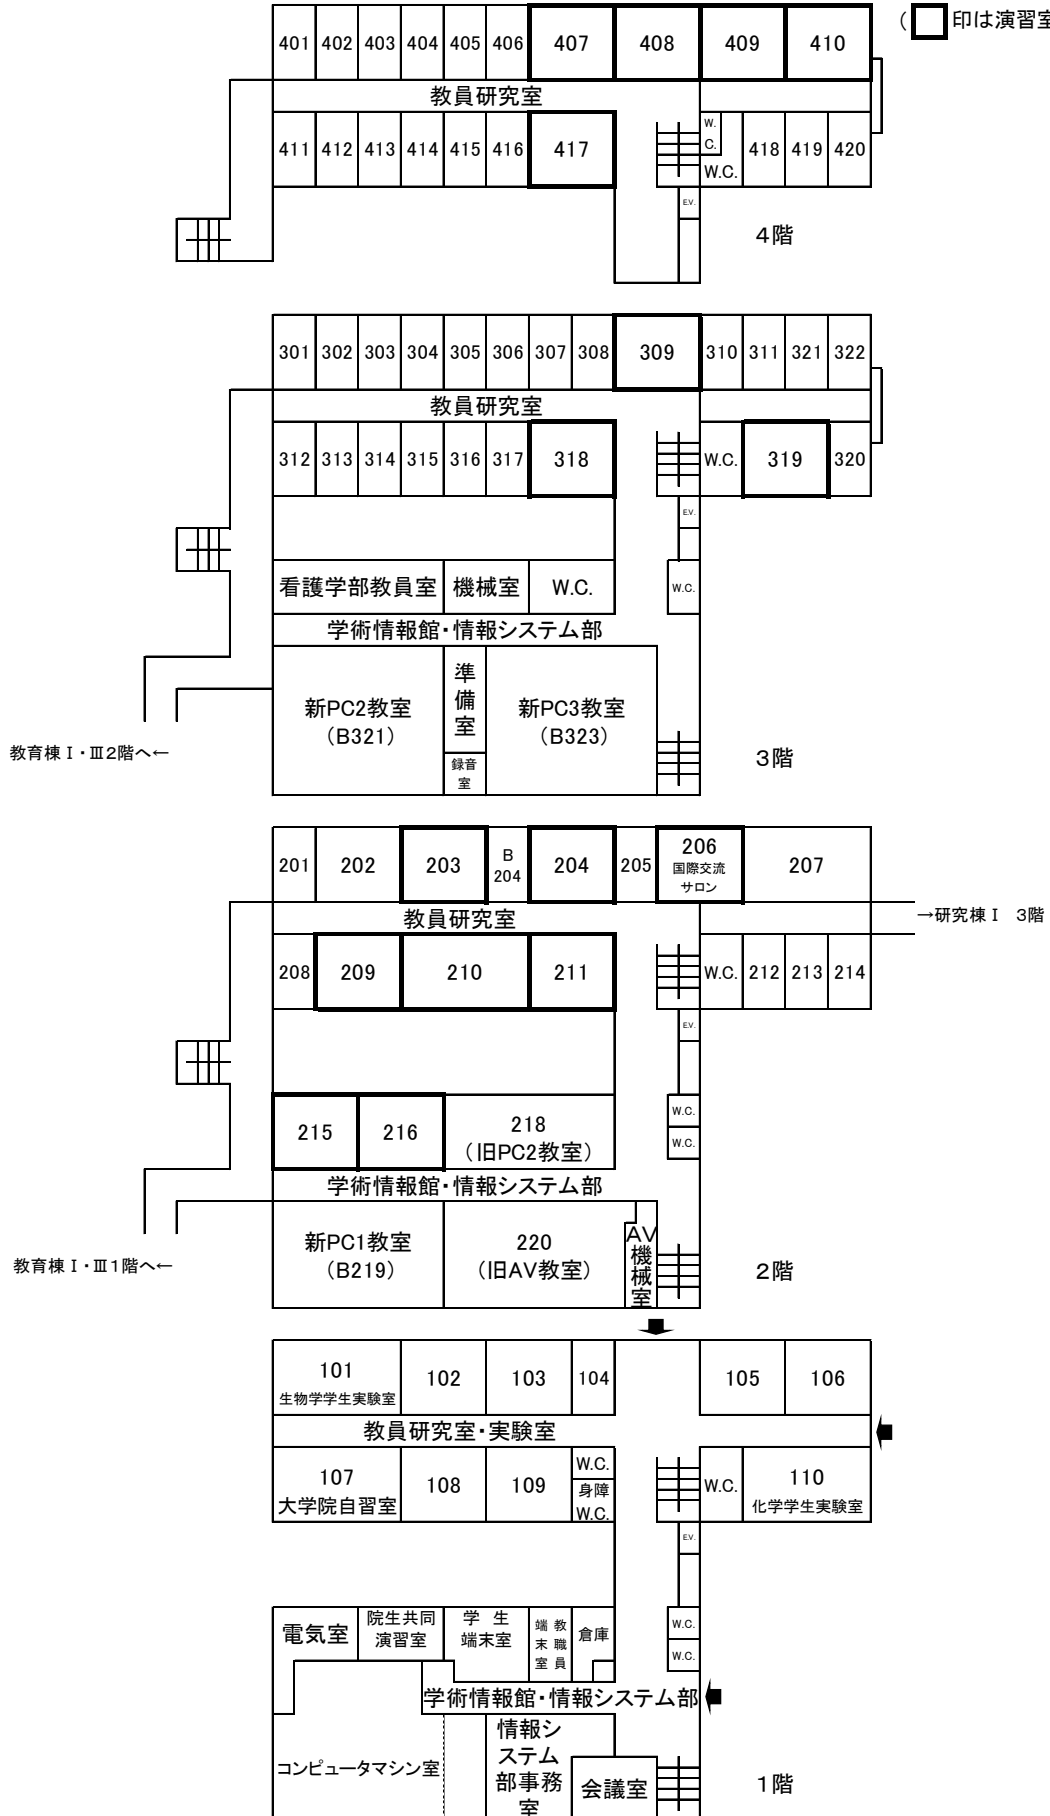 401 402 403 404 405 406 407 408 409 410
（ 印は演習室
教員研究室
411 412 413 414 415 416 417
W.
C.
W.C.
418 419 420
E.V.
４階
301 302 303 304 305 306 307 308 309 310 311 321 322
教員研究室
312 313 314 315 316 317 318 W.C. 319 320
E.V.
看護学部教員室 機械室 W.C. W.C.
学術情報館・情報システム部
新PC2教室
（B321）
準
備
室
録音
室
新PC3教室
（B323）
教育棟Ⅰ・Ⅲ2階へ←
３階
201 202 203
B
204
204 205
206
国際交流
サロン
207
教員研究室
→研究棟Ⅰ 3階
208 209 210 211 W.C. 212 213 214
E.V.
215 216
218
（旧PC2教室）
W.C.
W.C.
学術情報館・情報システム部
新PC1教室
（B219）
220
（旧AV教室）
AV
機
械
室
教育棟Ⅰ・Ⅲ1階へ←
２階
101
生物学学生実験室
102 103 104 105 106
教員研究室・実験室
107
大学院自習室
108 109
W.C.
身障
W.C.
W.C.
110
化学学生実験室
E.V.
電気室
院生共同
演習室
学 生
端末室
端 教
末 職
室 員
倉庫
W.C.
W.C.
学術情報館・情報システム部
コンピュータマシン室
情報シ
ステム
部事務
室
会議室
１階